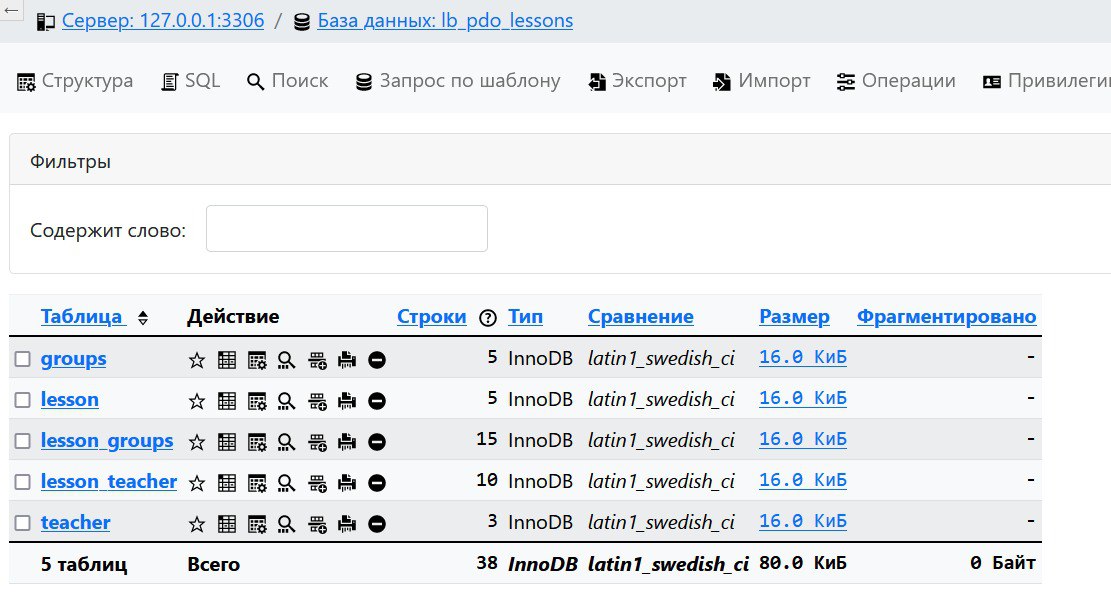 Сервер: 127.0.0.1:3306 / База данных: lb_pdo_lessons
Структура SQL Поиск Запрос по шаблону Экспорт Импорт Операции Привилегии
Фильтры
Содержит слово:
Таблица Действие Строки Тип Сравнение Размер Фрагментировано
groups 5 InnoDB latin1_swedish_ci 16.0 КиБ -
lesson 5 InnoDB latin1_swedish_ci 16.0 КиБ -
lesson_groups 15 InnoDB latin1_swedish_ci 16.0 КиБ -
lesson_teacher 10 InnoDB latin1_swedish_ci 16.0 КиБ -
teacher 3 InnoDB latin1_swedish_ci 16.0 КиБ -
5 таблиц Всего 38 InnoDB latin1_swedish_ci 80.0 КиБ 0 Байт